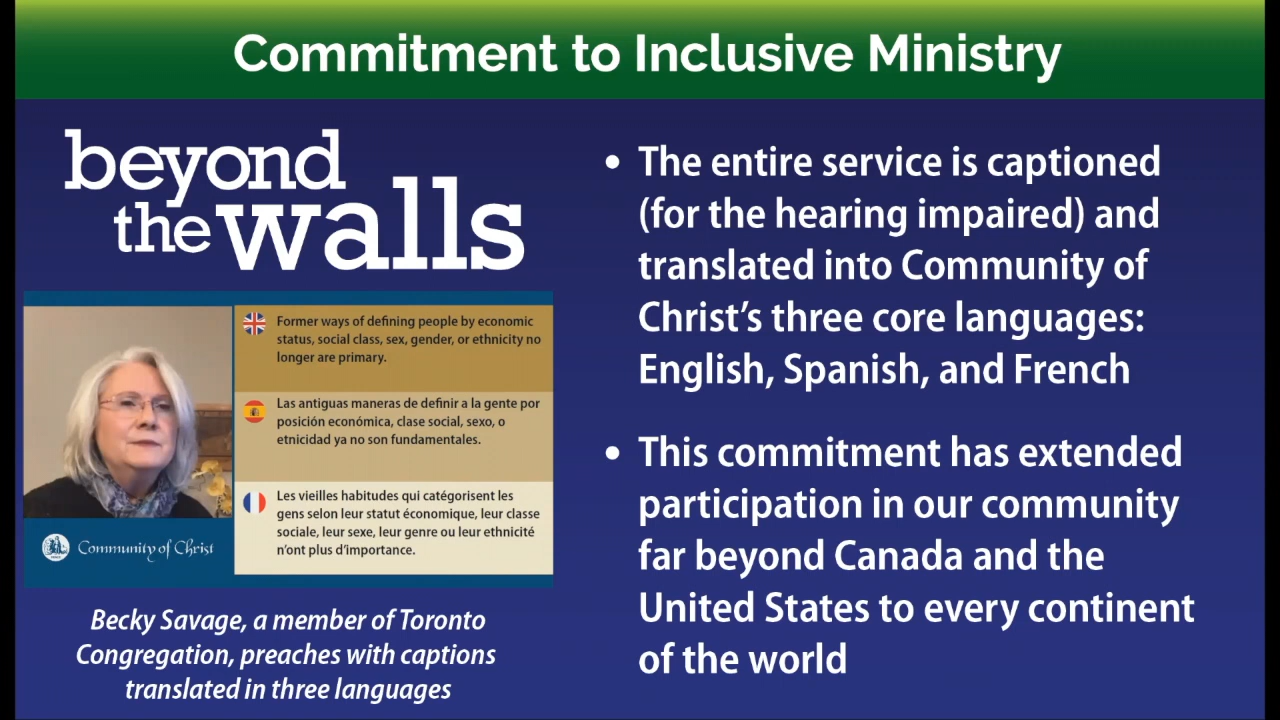 Commitment to Inclusive Ministry
beyond
the walls
Former ways of defining people by economic
status, social class, sex, gender, or ethnicity no
longer are primary.
Las antiguas maneras de definir a la gente por
posición económica, clase social, sexo, o
etnicidad ya no son fundamentales.
Les vieilles habitudes qui catégorisent les
gens selon leur statut économique, leur classe
sociale, leur sexe, leur genre ou leur ethnicité
n'ont plus d'importance.
Community of Christ
Becky Savage, a member of Toronto
Congregation, preaches with captions
translated in three languages
• The entire service is captioned
(for the hearing impaired) and
translated into Community of
Christ's three core languages:
English, Spanish, and French
• This commitment has extended
participation in our community
far beyond Canada and the
United States to every continent
of the world